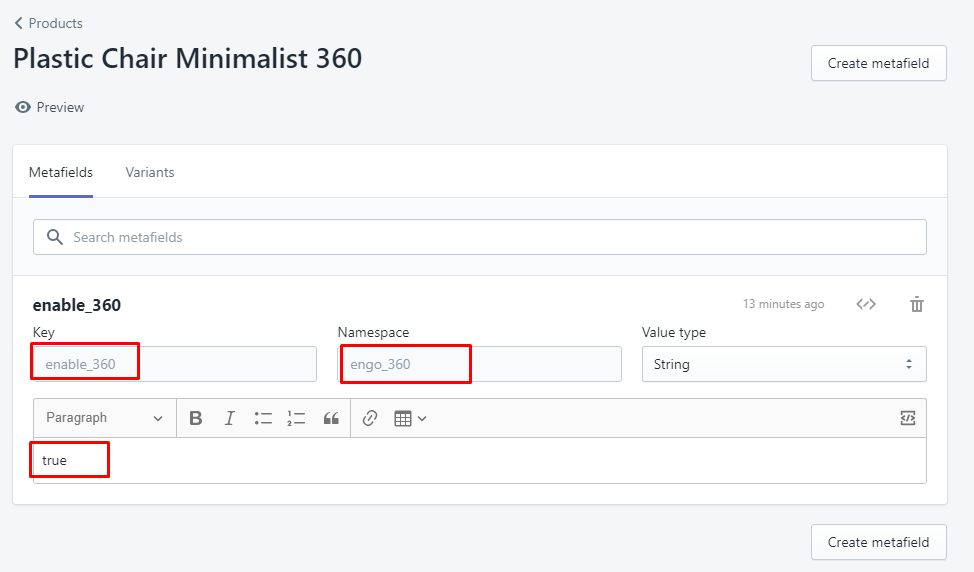 Products
Plastic Chair Minimalist 360
Create metafield
Preview
Metafields Variants
Search metafields
enable_360 13 minutes ago
Key Namespace Value type
enable_360 engo_360 String
Paragraph B I
true
Create metafield